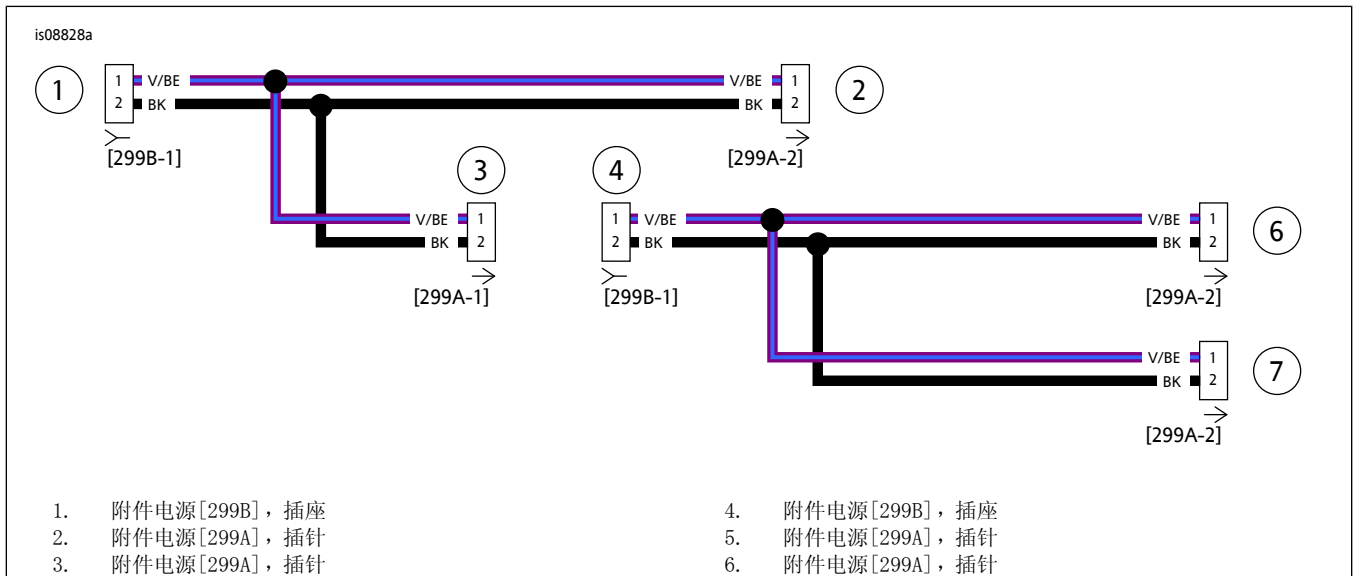 is08828a
1
1 V/BE
2 BK
[299B-1]
V/BE 1
BK 2
2
[299A-2]
3
V/BE 1
BK 2
[299A-1]
4
1 V/BE
2 BK
[299B-1]
V/BE 1
BK 2
6
[299A-2]
V/BE 1
BK 2
7
[299A-2]
1. 附件电源[299B],插座
2. 附件电源[299A],插针
3. 附件电源[299A],插针
4. 附件电源[299B],插座
5. 附件电源[299A],插针
6. 附件电源[299A],插针